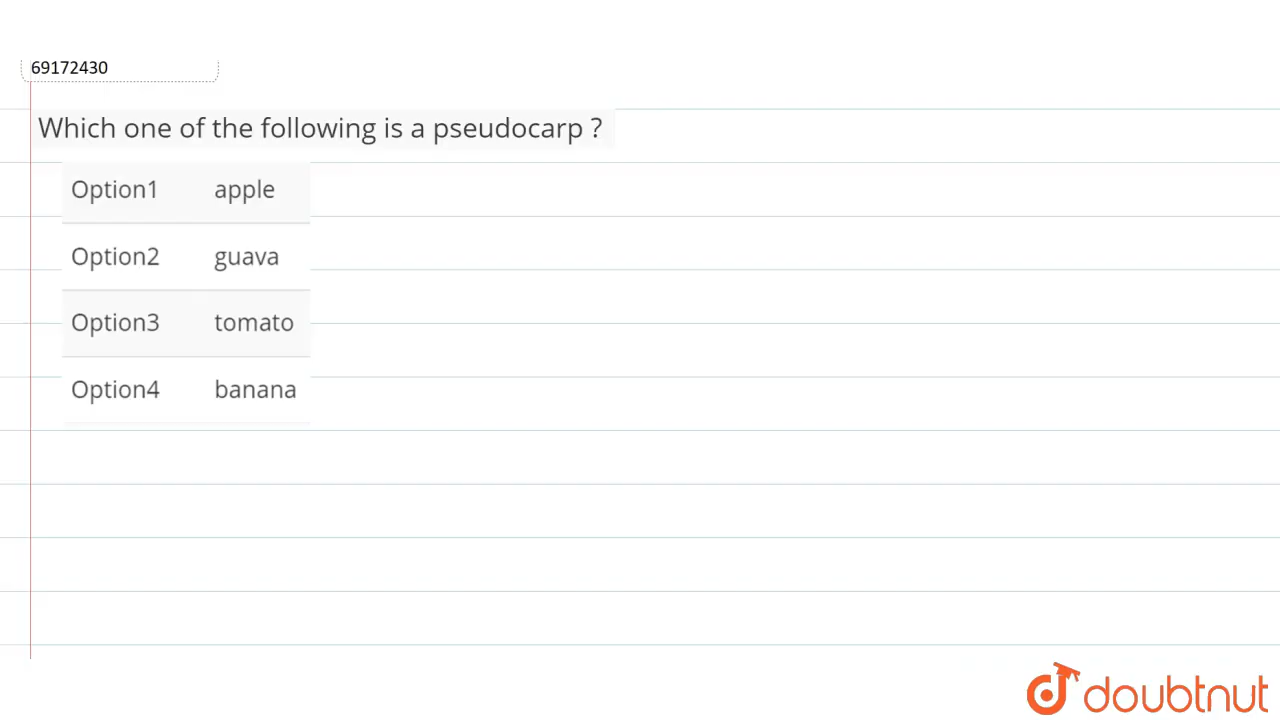 69172430
Which one of the following is a pseudocarp ?
Option1 apple
Option2 guava
Option3 tomato
Option4 banana
doubtnut